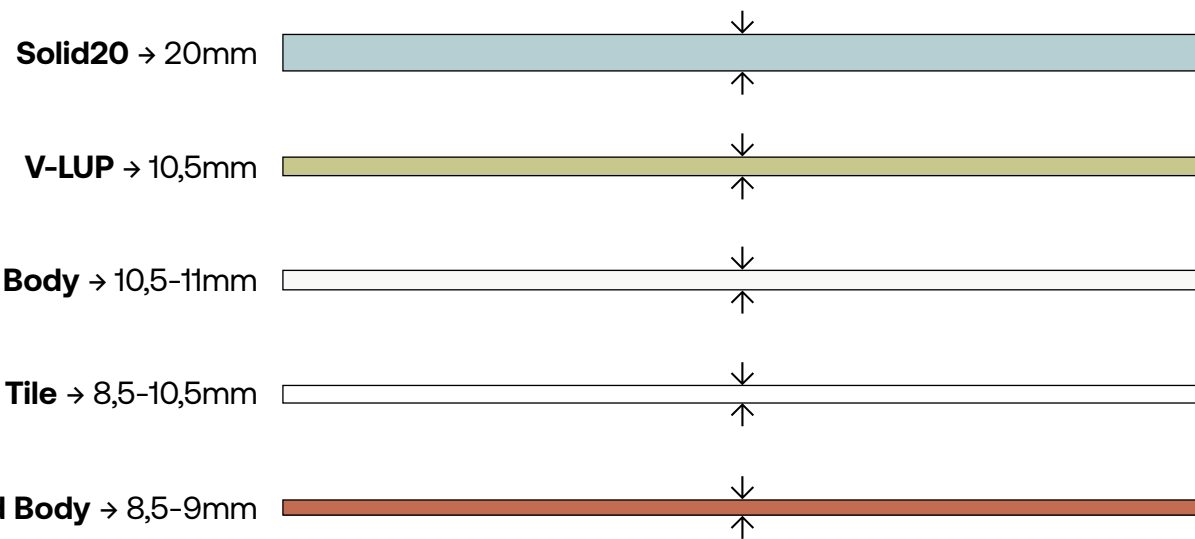 Solid20 → 20mm
V-LUP → 10,5mm
Body → 10,5-11mm
Tile → 8,5-10,5mm
Body → 8,5-9mm